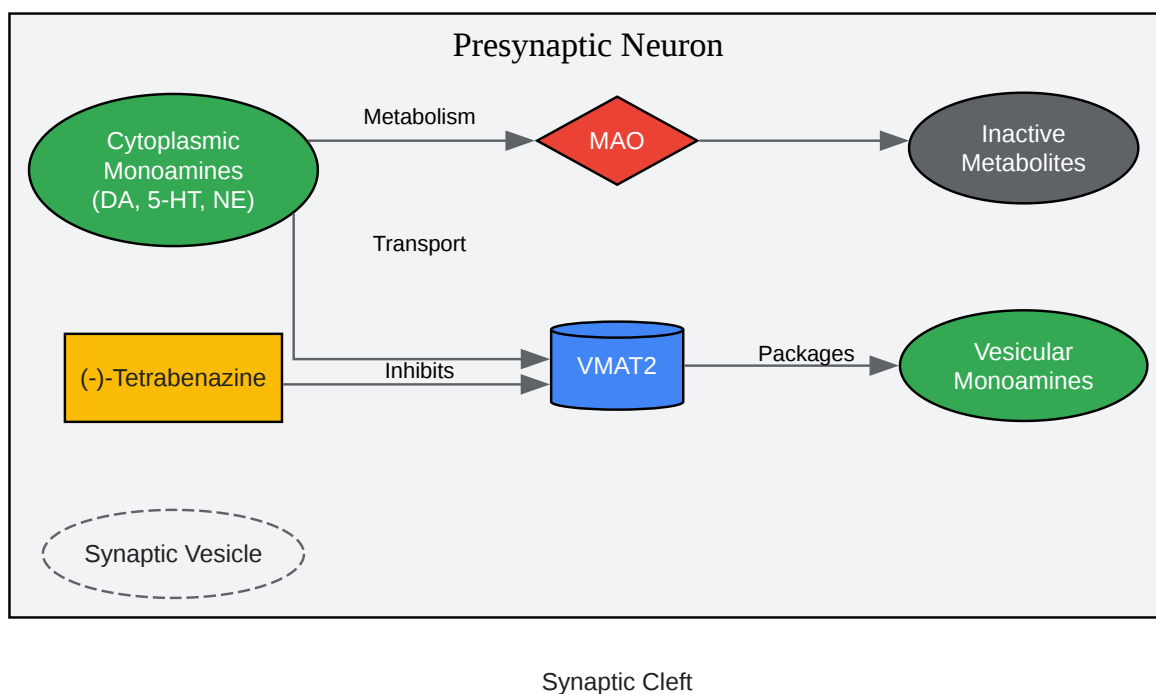 Presynaptic Neuron
Cytoplasmic
Monoamines
(DA, 5-HT, NE)
Metabolism
MAO
Inactive
Metabolites
Transport
(-)-Tetrabenazine
Inhibits
VMAT2
Packages
Vesicular
Monoamines
Synaptic Vesicle
Synaptic Cleft